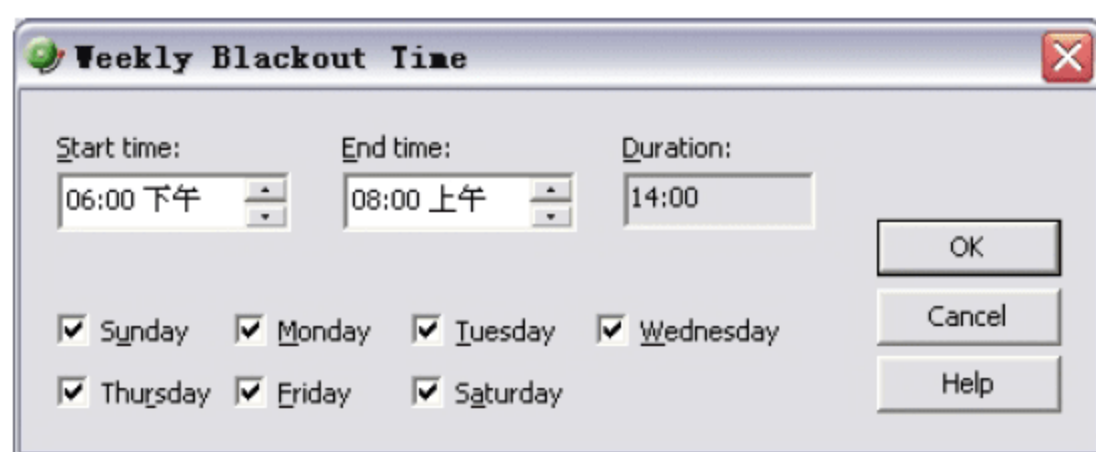 Weekly Blackout Time
Start time: End time: Duration:
06:00 下午 08:00 上午 14:00
OK
Sunday Monday Tuesday Wednesday
Cancel
Thursday Friday Saturday
Help